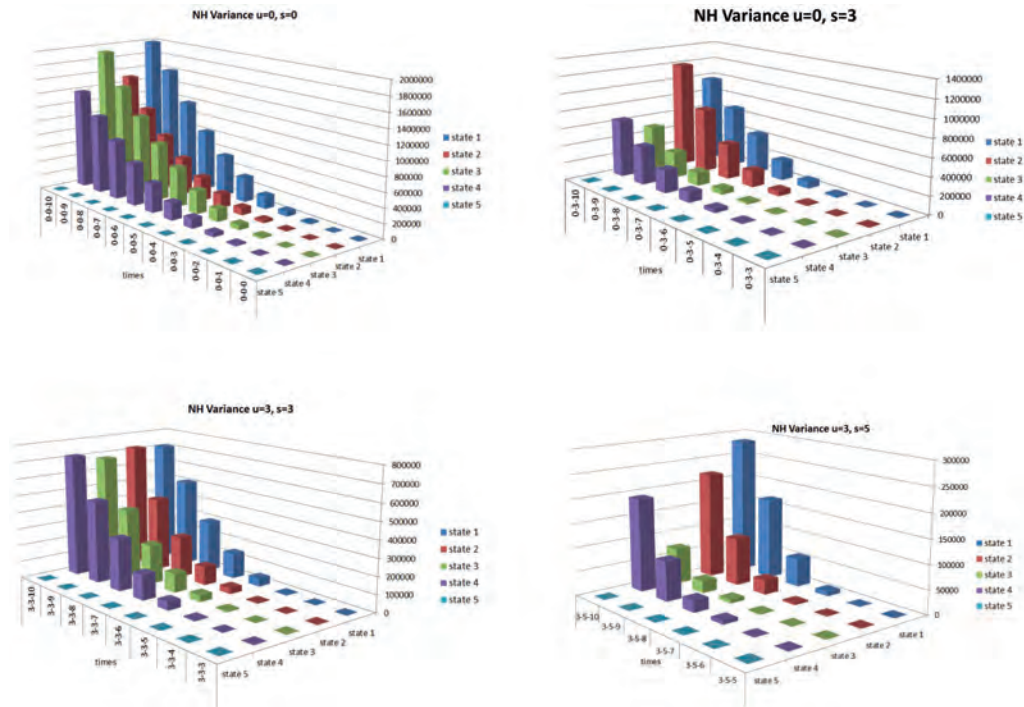 NH Variance u=0, s=0
2000000
1800000
1600000
1400000
1200000
1000000
800000
600000
400000
200000
0
state 1
state 2
state 3
state 4
state 5
0-0-10
0-0-9
0-0-8
0-0-7
0-0-6
0-0-5
0-0-4
0-0-3
0-0-2
0-0-1
0-0-0
times
state 5
state 4
state 3
state 2
state 1
NH Variance u=0, s=3
1400000
1200000
1000000
800000
600000
400000
200000
0
state 1
state 2
state 3
state 4
state 5
0-3-10
0-3-9
0-3-8
0-3-7
0-3-6
0-3-5
0-3-4
0-3-3
times
state 5
state 4
state 3
state 2
state 1
NH Variance u=3, s=3
800000
700000
600000
500000
400000
300000
200000
100000
0
state 1
state 2
state 3
state 4
state 5
3-3-10
3-3-9
3-3-8
3-3-7
3-3-6
3-3-5
3-3-4
3-3-3
times
state 5
state 4
state 3
state 2
state 1
NH Variance u=3, s=5
300000
250000
200000
150000
100000
50000
0
state 1
state 2
state 3
state 4
state 5
3-5-10
3-5-9
3-5-8
3-5-7
3-5-6
3-5-5
times
state 5
state 4
state 3
state 2
state 1